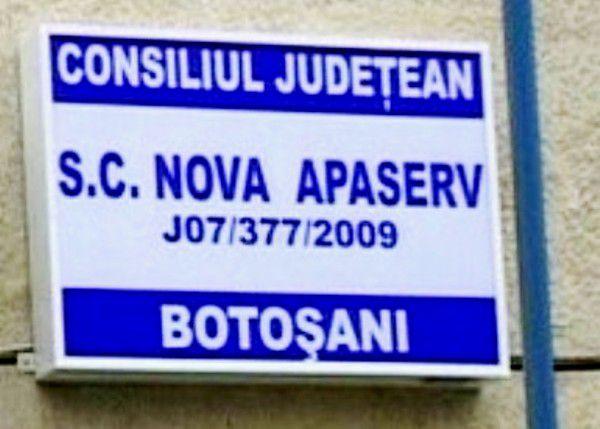 CONSILIUL JUDEȚEAN
S.C. NOVA APASERV
J07/377/2009
BOTOȘANI